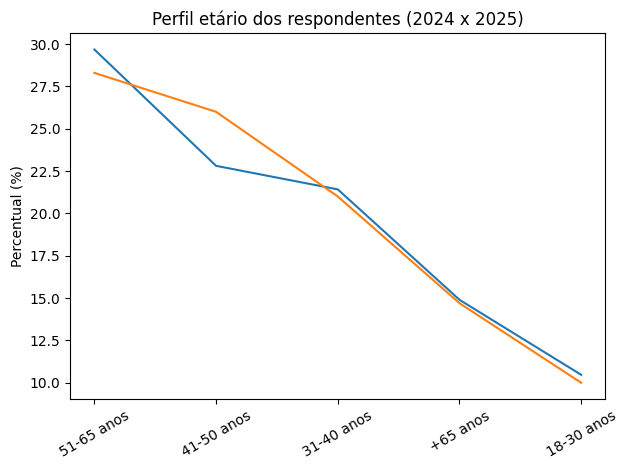 Perfil etário dos respondentes (2024 x 2025)
Percentual (%)
30.0
27.5
25.0
22.5
20.0
17.5
15.0
12.5
10.0
51-65 anos
41-50 anos
31-40 anos
+65 anos
18-30 anos